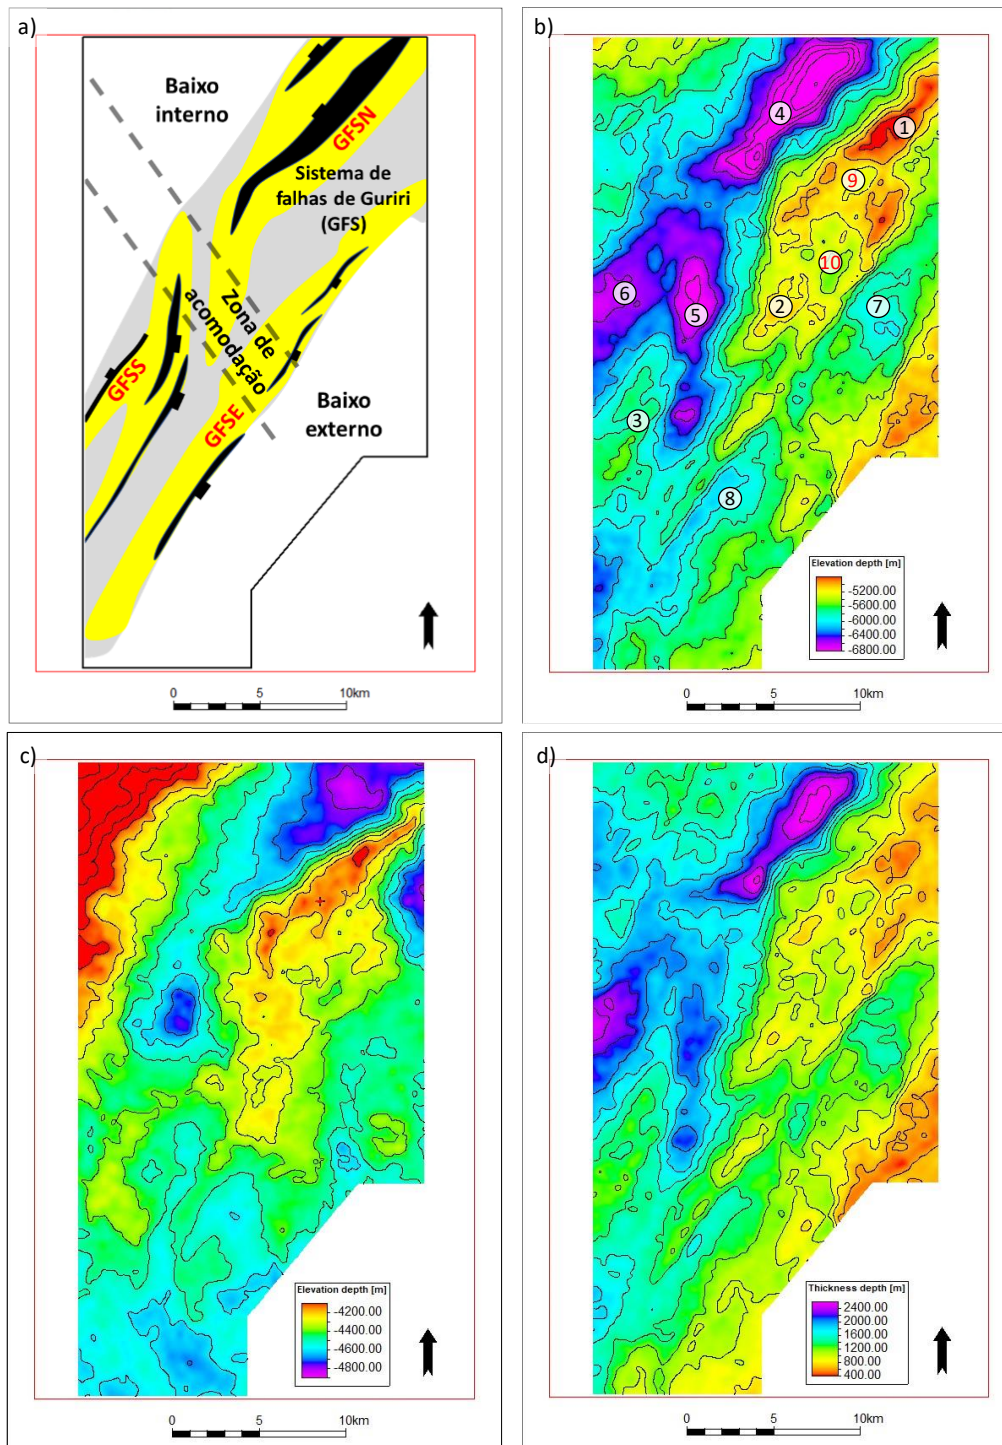 a)
Baixo
interno
GFSN
Sistema de
falhas de Guriri
(GFS)
Zona de
acomodação
GFSS
GFSE
Baixo
externo
0 5 10km
b)
4
1
9
10
6
5
2
7
3
8
Elevation depth [m]
-5200.00
-5600.00
-6000.00
-6400.00
-6800.00
0 5 10km
c)
Elevation depth [m]
-4200.00
-4400.00
-4600.00
-4800.00
0 5 10km
d)
Thickness depth [m]
2400.00
2000.00
1600.00
1200.00
800.00
400.00
0 5 10km